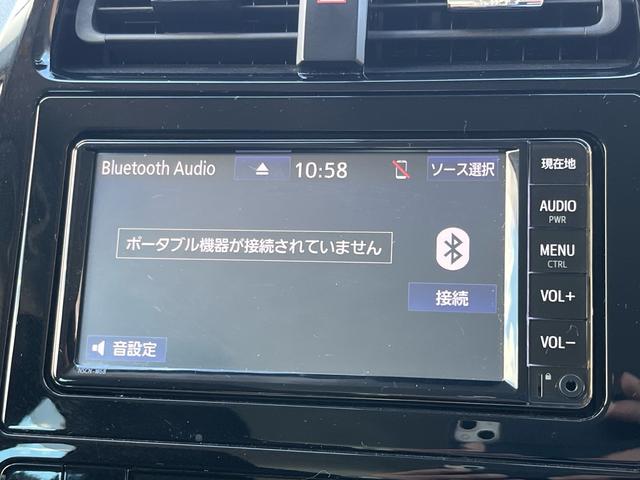 Bluetooth Audio
10:58
ソース選択
ポータブル機器が接続されていません
接続
音設定
現在地
AUDIO
PWR
MENU
CTRL
VOL+
VOL−